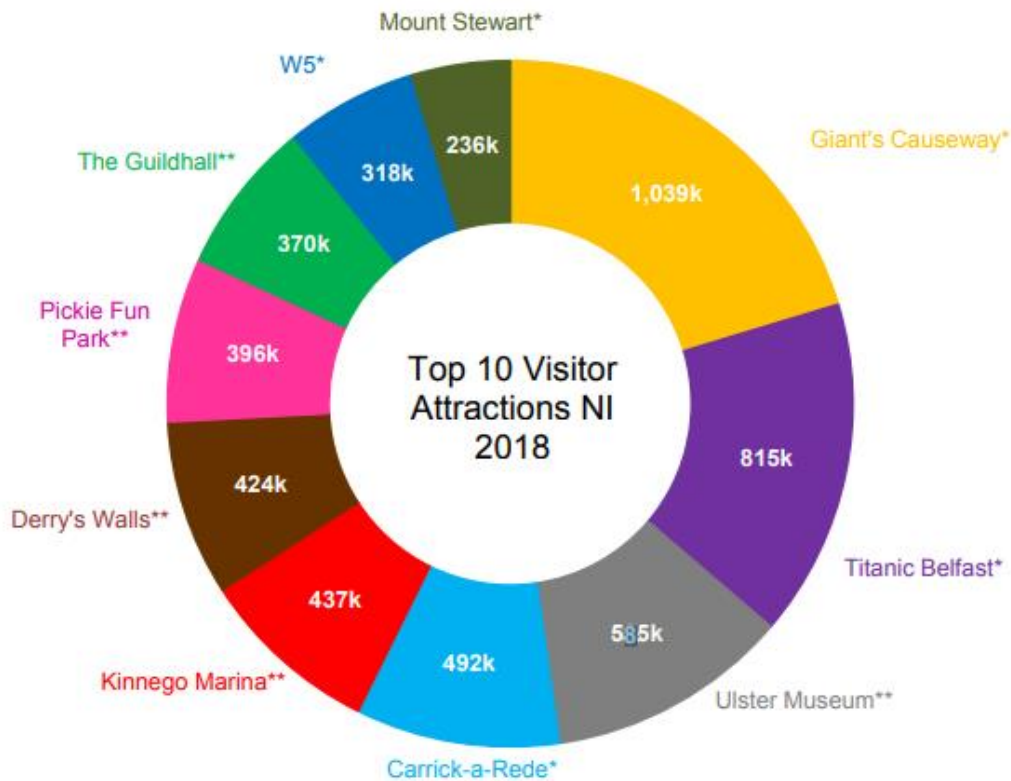 Mount Stewart*
W5*
236k
Giant's Causeway*
The Guildhall**
318k
1,039k
370k
Pickie Fun
Park**
396k
Top 10 Visitor
Attractions NI
2018
815k
424k
Derry's Walls**
Titanic Belfast*
437k
585k
492k
Kinnego Marina**
Ulster Museum**
Carrick-a-Rede*